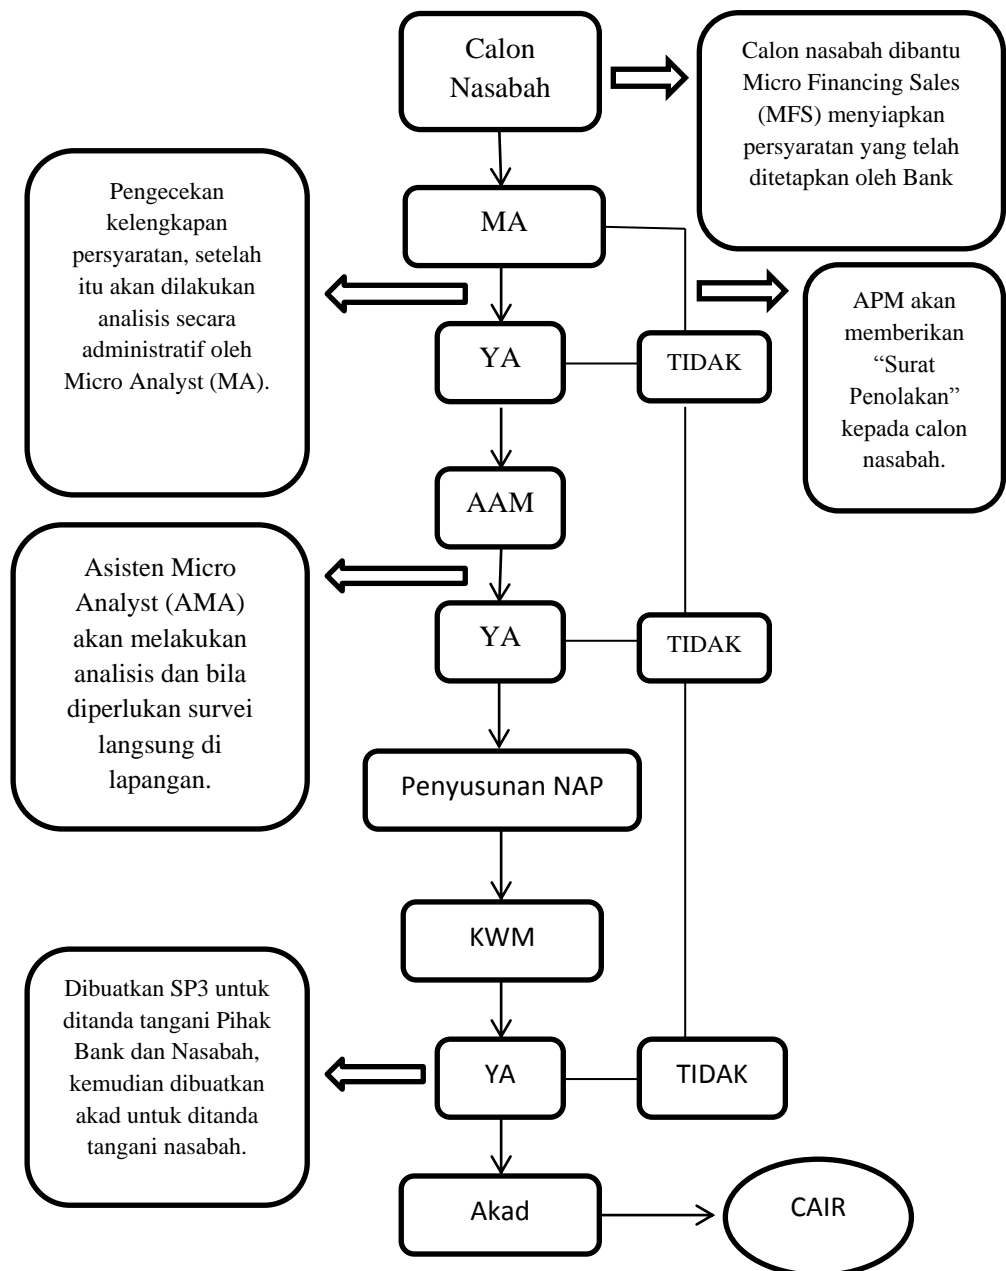 Calon
Nasabah
Calon nasabah dibantu
Micro Financing Sales
(MFS) menyiapkan
persyaratan yang telah
ditetapkan oleh Bank
Pengecekan
kelengkapan
persyaratan, setelah
itu akan dilakukan
analisis secara
administratif oleh
Micro Analyst (MA).
MA
APM akan
memberikan
“Surat
Penolakan”
kepada calon
nasabah.
YA
TIDAK
AAM
Asisten Micro
Analyst (AMA)
akan melakukan
analisis dan bila
diperlukan survei
langsung di
lapangan.
YA
TIDAK
Penyusunan NAP
KWM
Dibuatkan SP3 untuk
ditanda tangani Pihak
Bank dan Nasabah,
kemudian dibuatkan
akad untuk ditanda
tangani nasabah.
YA
TIDAK
Akad
CAIR